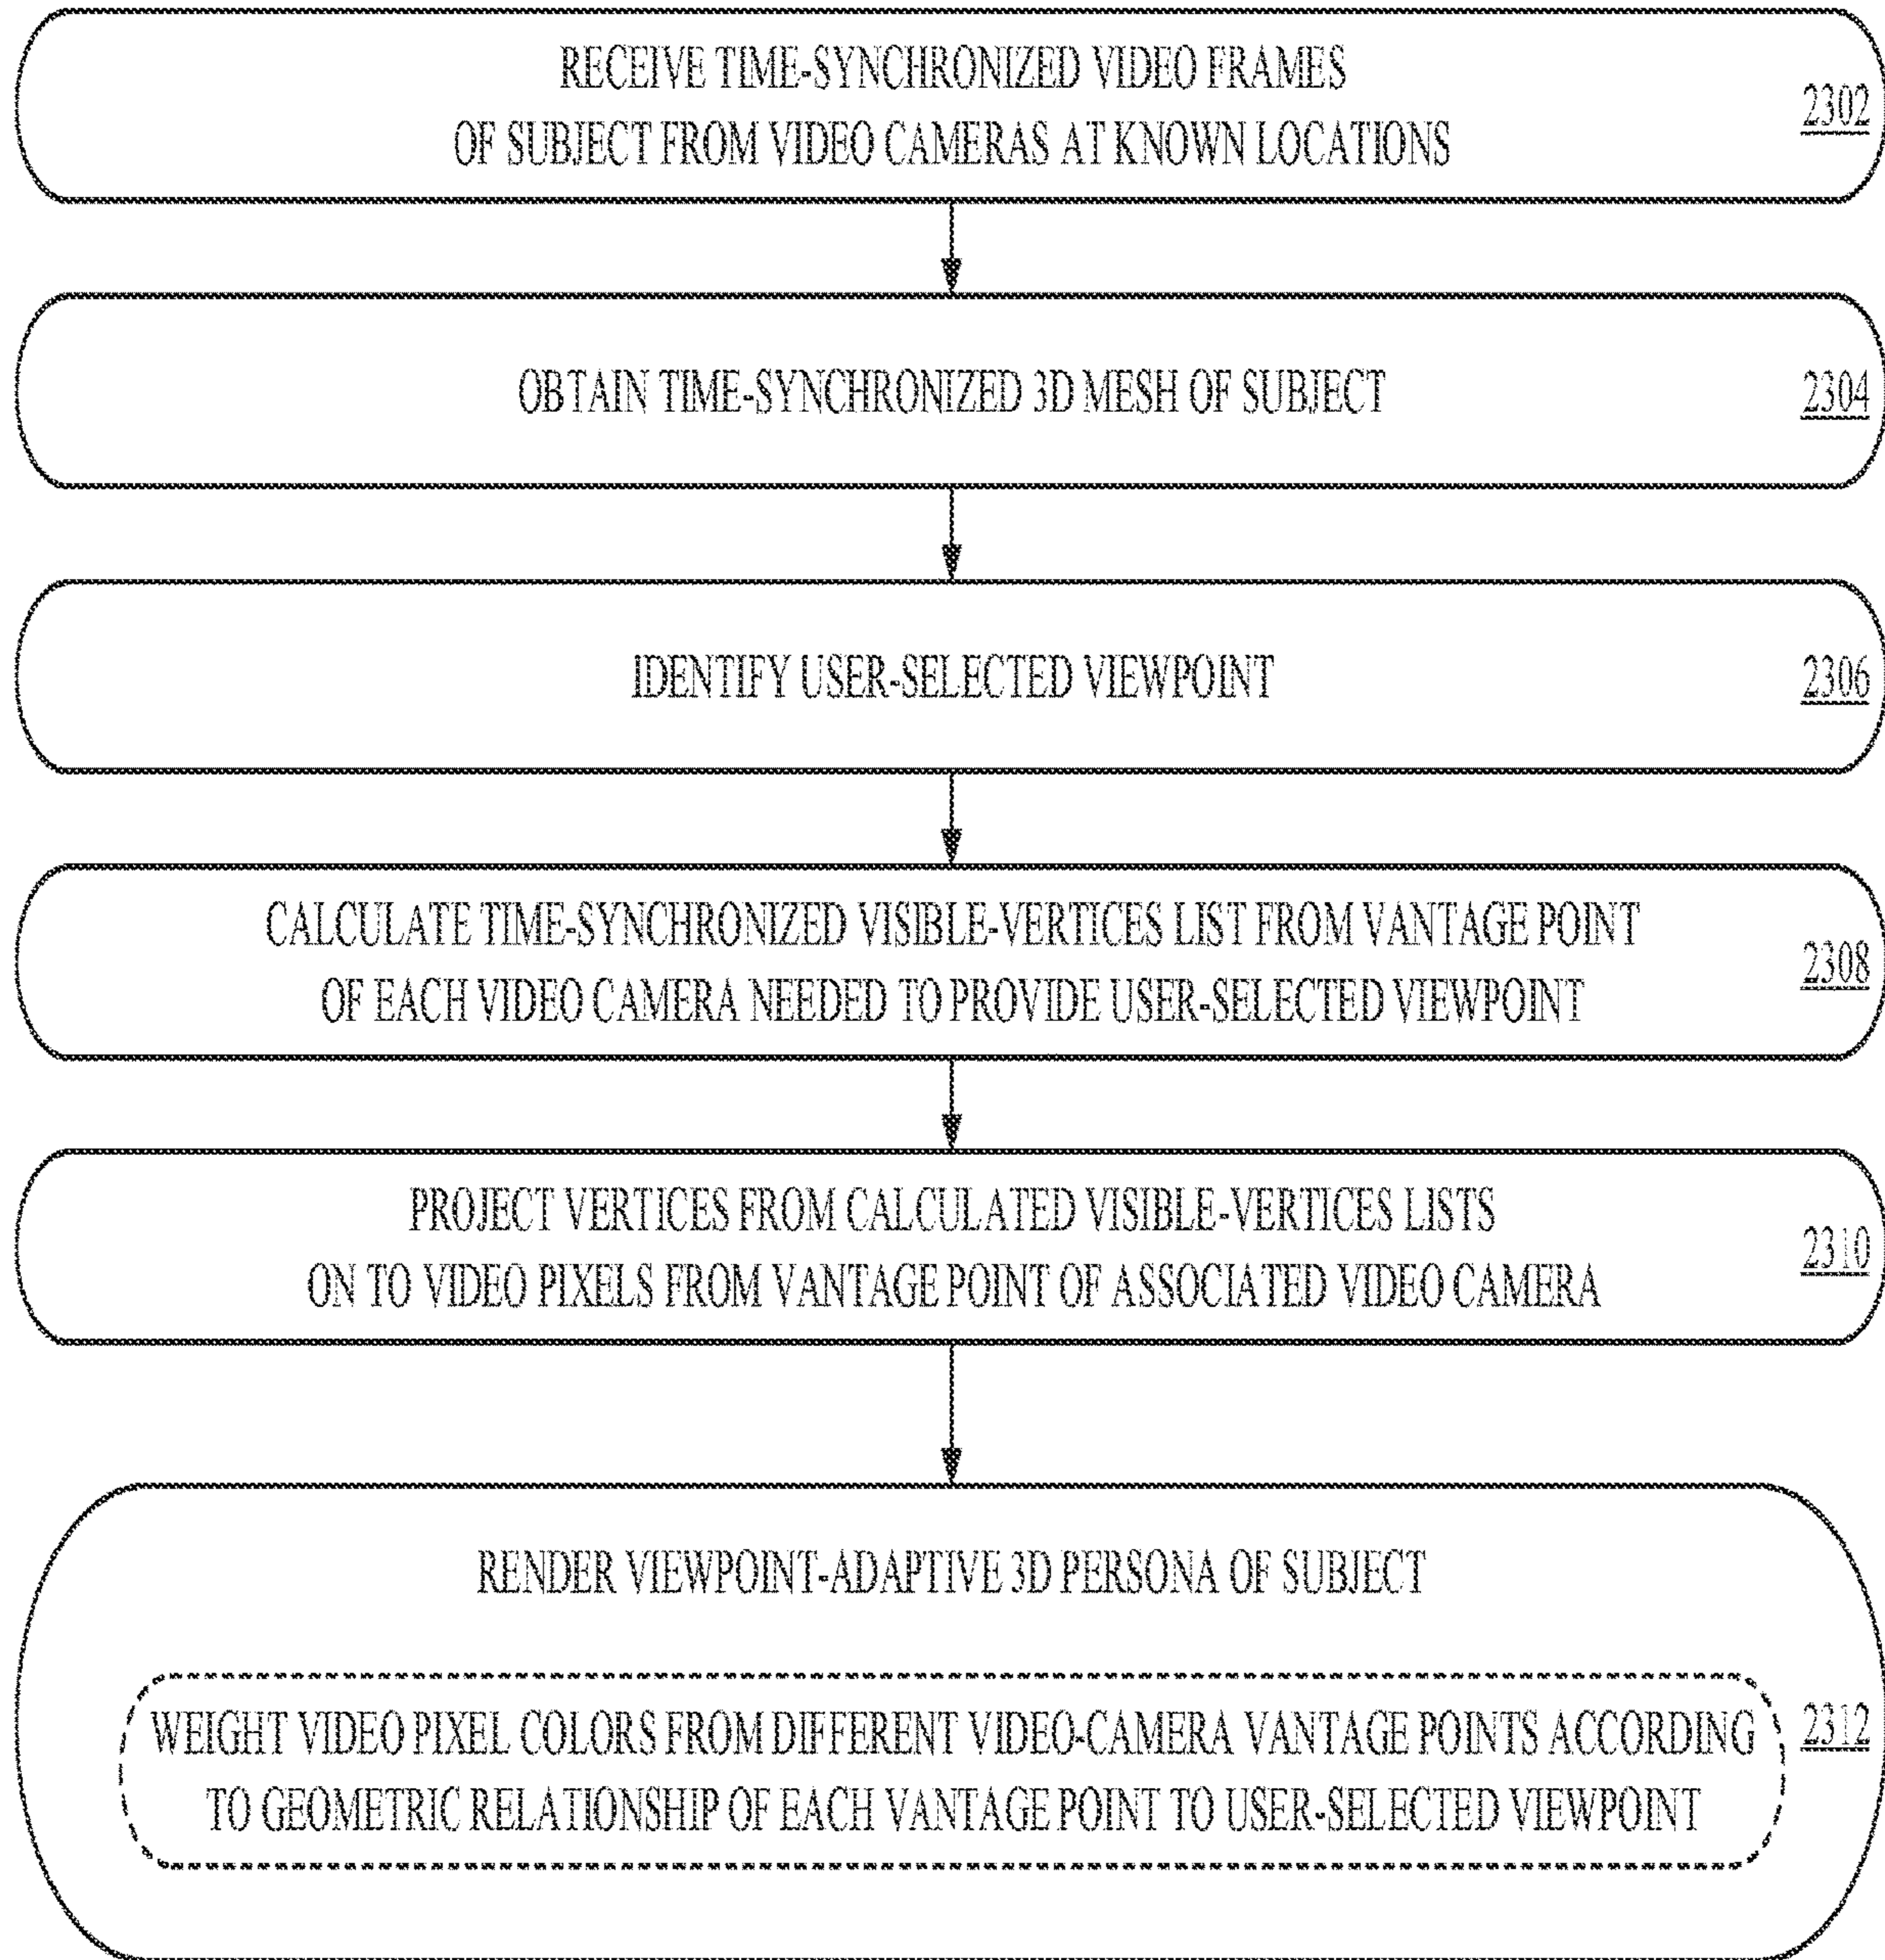 RECEIVE TIME-SYNCHRONIZED VIDEO FRAMES
OF SUBJECT FROM VIDEO CAMERAS AT KNOWN LOCATIONS
2302
OBTAIN TIME-SYNCHRONIZED 3D MESH OF SUBJECT
2304
IDENTIFY USER-SELECTED VIEWPOINT
2306
CALCULATE TIME-SYNCHRONIZED VISIBLE-VERTICES LIST FROM VANTAGE POINT
OF EACH VIDEO CAMERA NEEDED TO PROVIDE USER-SELECTED VIEWPOINT
2308
PROJECT VERTICES FROM CALCULATED VISIBLE-VERTICES LISTS
ON TO VIDEO PIXELS FROM VANTAGE POINT OF ASSOCIATED VIDEO CAMERA
2310
RENDER VIEWPOINT-ADAPTIVE 3D PERSONA OF SUBJECT
WEIGHT VIDEO PIXEL COLORS FROM DIFFERENT VIDEO-CAMERA VANTAGE POINTS ACCORDING
TO GEOMETRIC RELATIONSHIP OF EACH VANTAGE POINT TO USER-SELECTED VIEWPOINT
2312